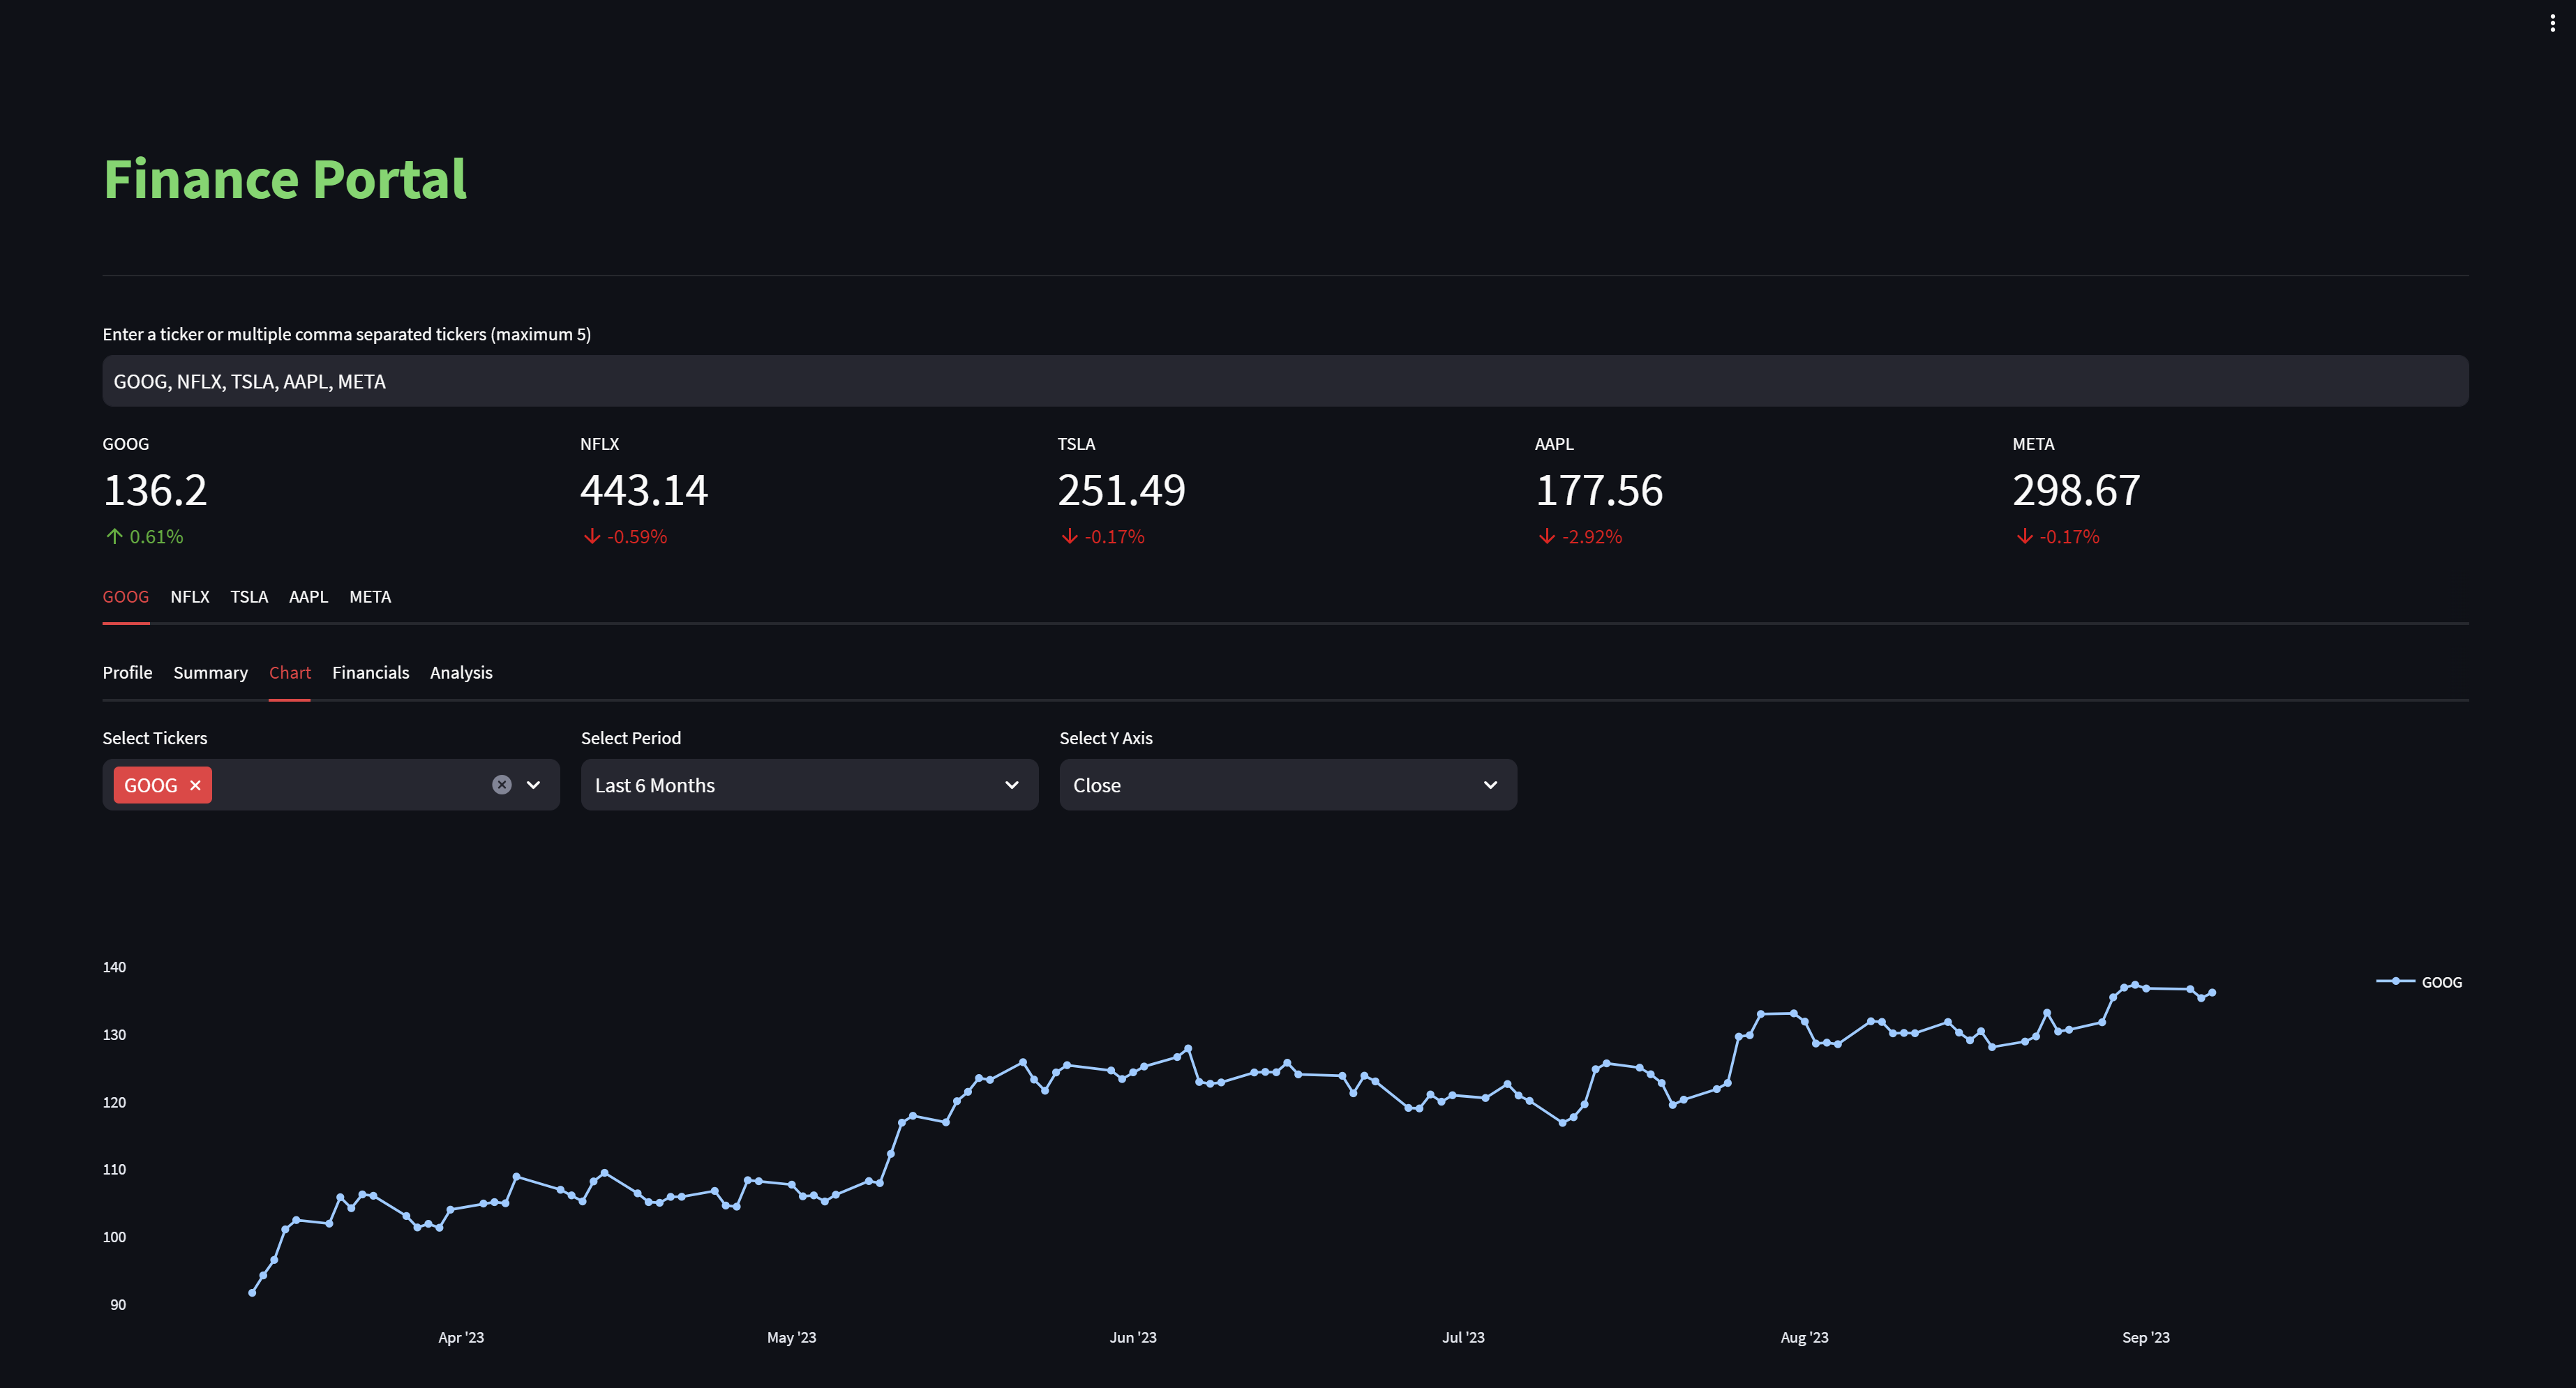 Finance Portal
Enter a ticker or multiple comma separated tickers (maximum 5)
GOOG, NFLX, TSLA, AAPL, META
GOOG NFLX TSLA AAPL META
136.2 443.14 251.49 177.56 298.67
0.61% -0.59% -0.17% -2.92% -0.17%
GOOG NFLX TSLA AAPL META
Profile Summary Chart Financials Analysis
Select Tickers Select Period Select Y Axis
GOOG Last 6 Months Close
140
GOOG
130
120
110
100
90
Apr '23 May '23 Jun '23 Jul '23 Aug '23 Sep '23